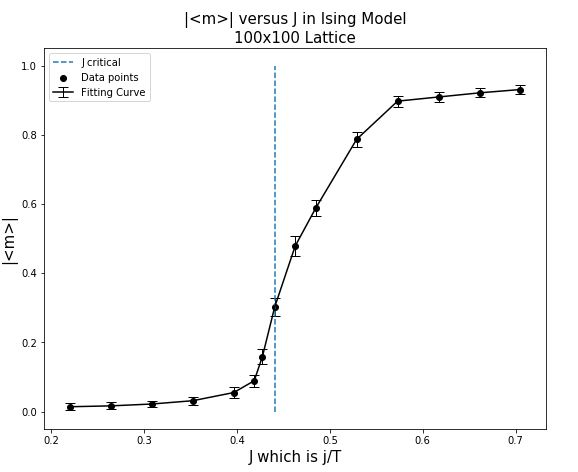 |<m>| versus J in Ising Model
100x100 Lattice
J critical
Data points
Fitting Curve
1.0
0.8
0.6
0.4
0.2
0.0
|<m>|
0.2 0.3 0.4 0.5 0.6 0.7
J which is j/T